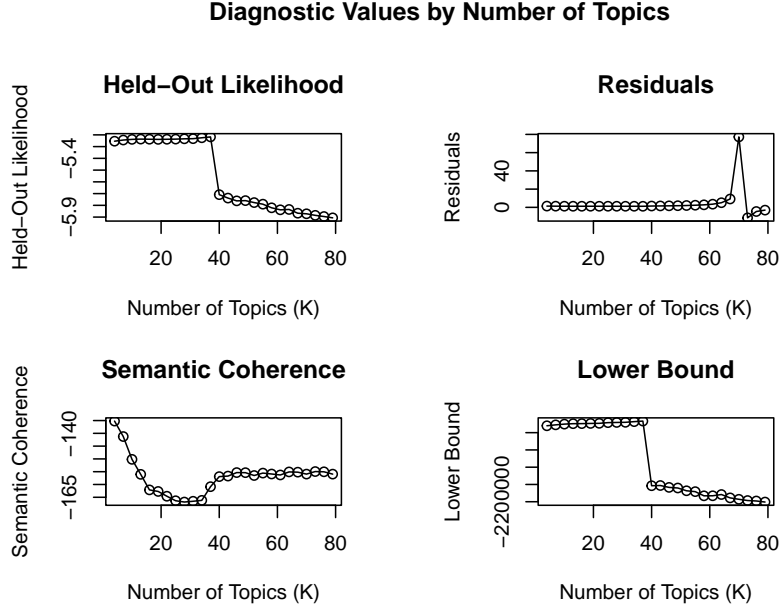 Diagnostic Values by Number of Topics
Held−Out Likelihood
Held−Out Likelihood
−5.4
−5.9
20 40 60 80
Number of Topics (K)
Residuals
Residuals
40
0
20 40 60 80
Number of Topics (K)
Semantic Coherence
Semantic Coherence
−140
−165
20 40 60 80
Number of Topics (K)
Lower Bound
Lower Bound
−2200000
20 40 60 80
Number of Topics (K)